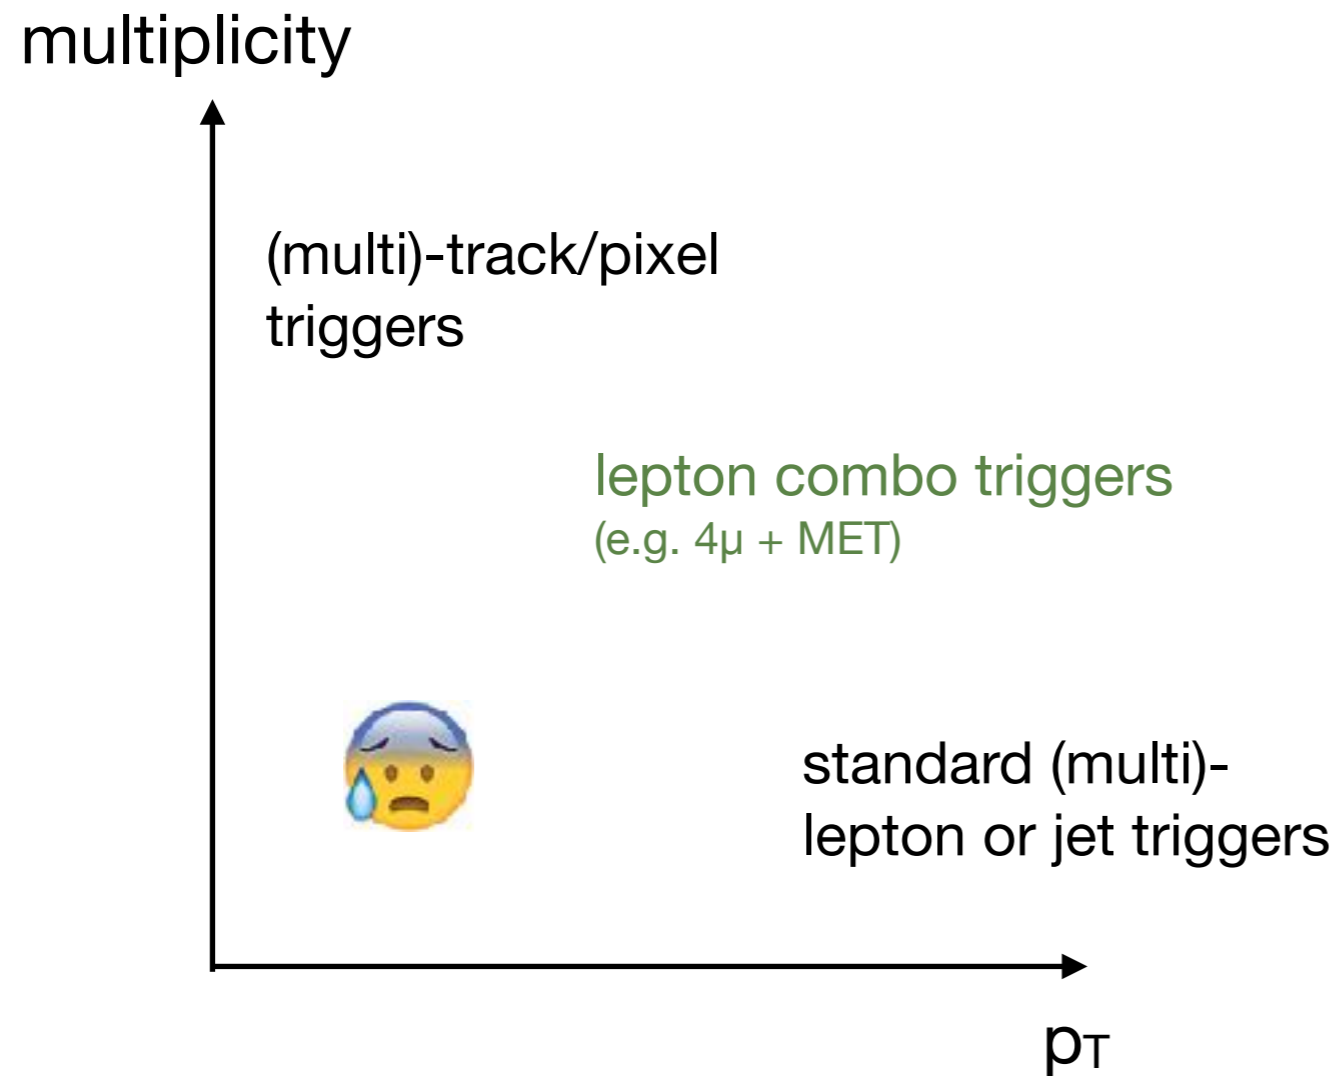 multiplicity
(multi)-track/pixel
triggers
lepton combo triggers
(e.g. 4μ + MET)
standard (multi)-
lepton or jet triggers
pT